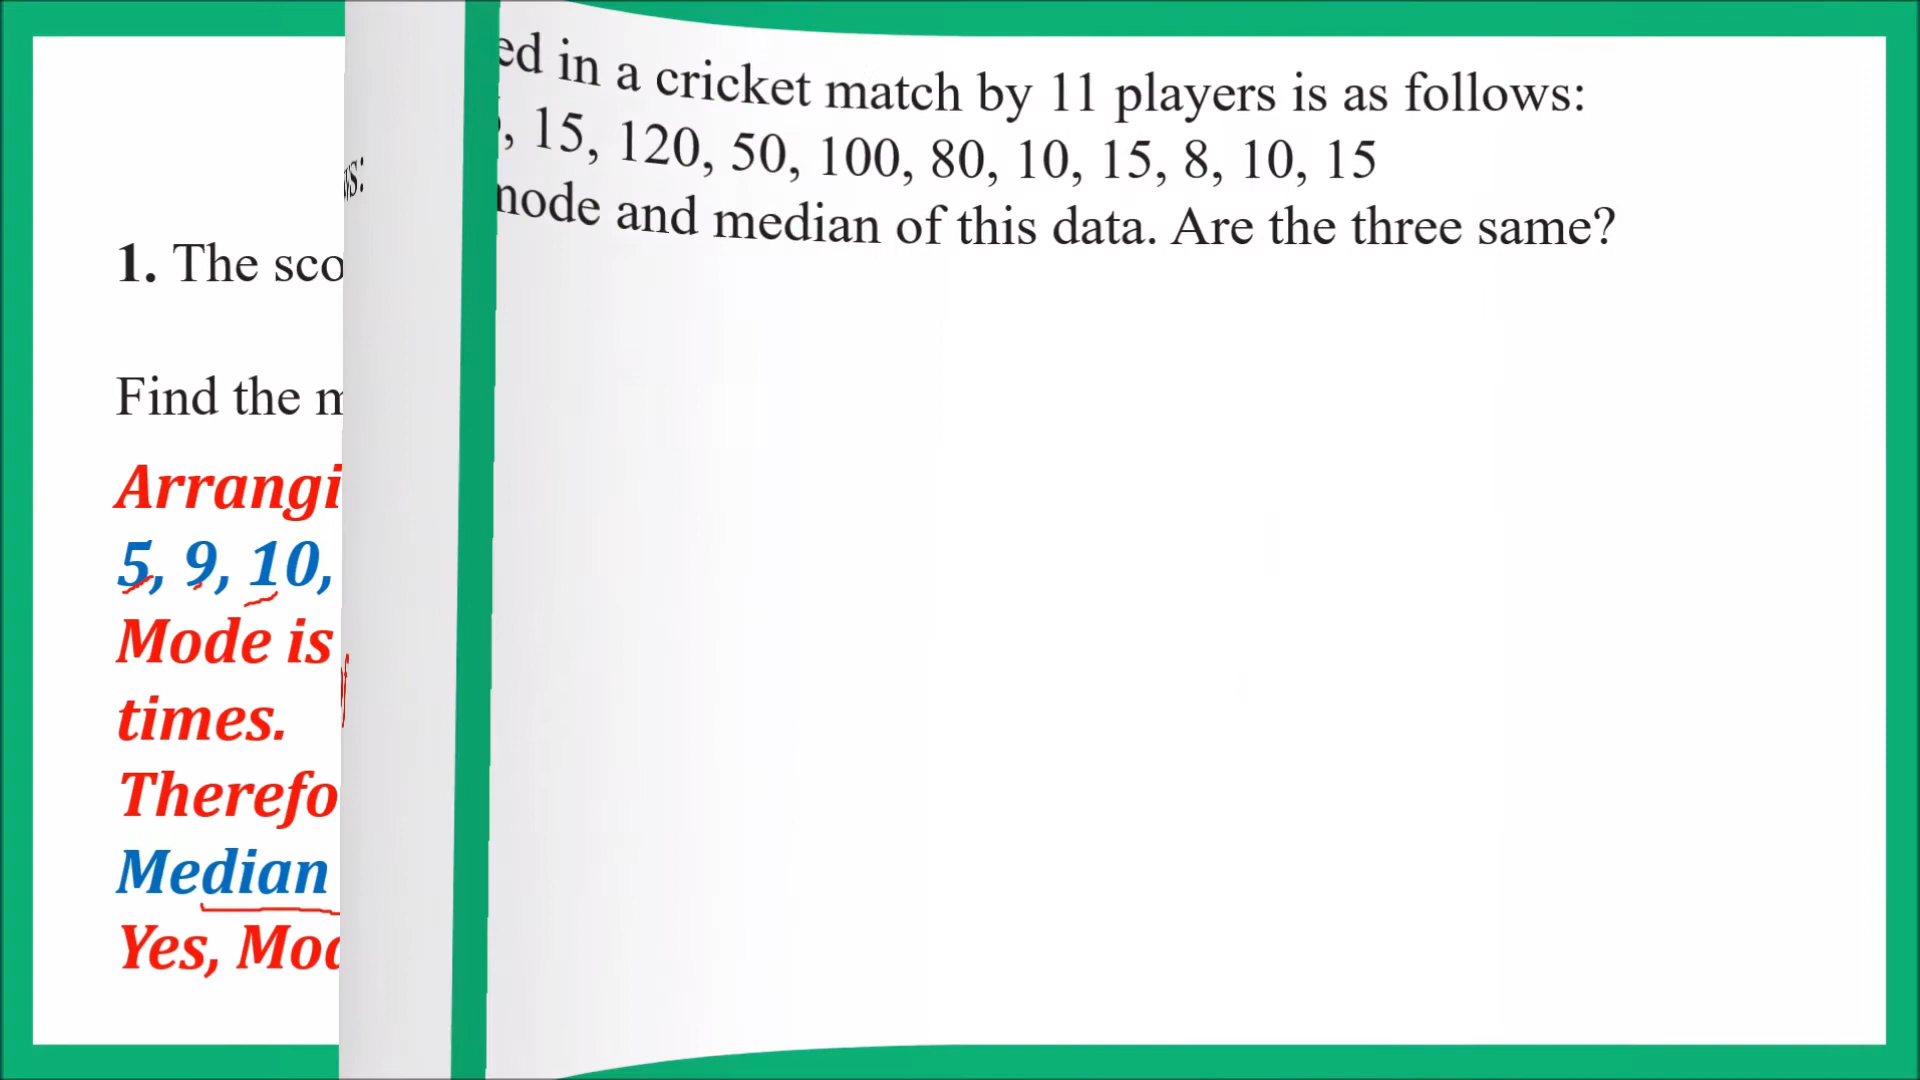 in a cricket match by 11 players is as follows:
, 15, 120, 50, 100, 80, 10, 15, 8, 10, 15
and median of this data. Are the three same?
1. The sco
Find the m
Arrangi
5, 9, 10,
Mode is
times.
Therefo
Median
Yes, Mod